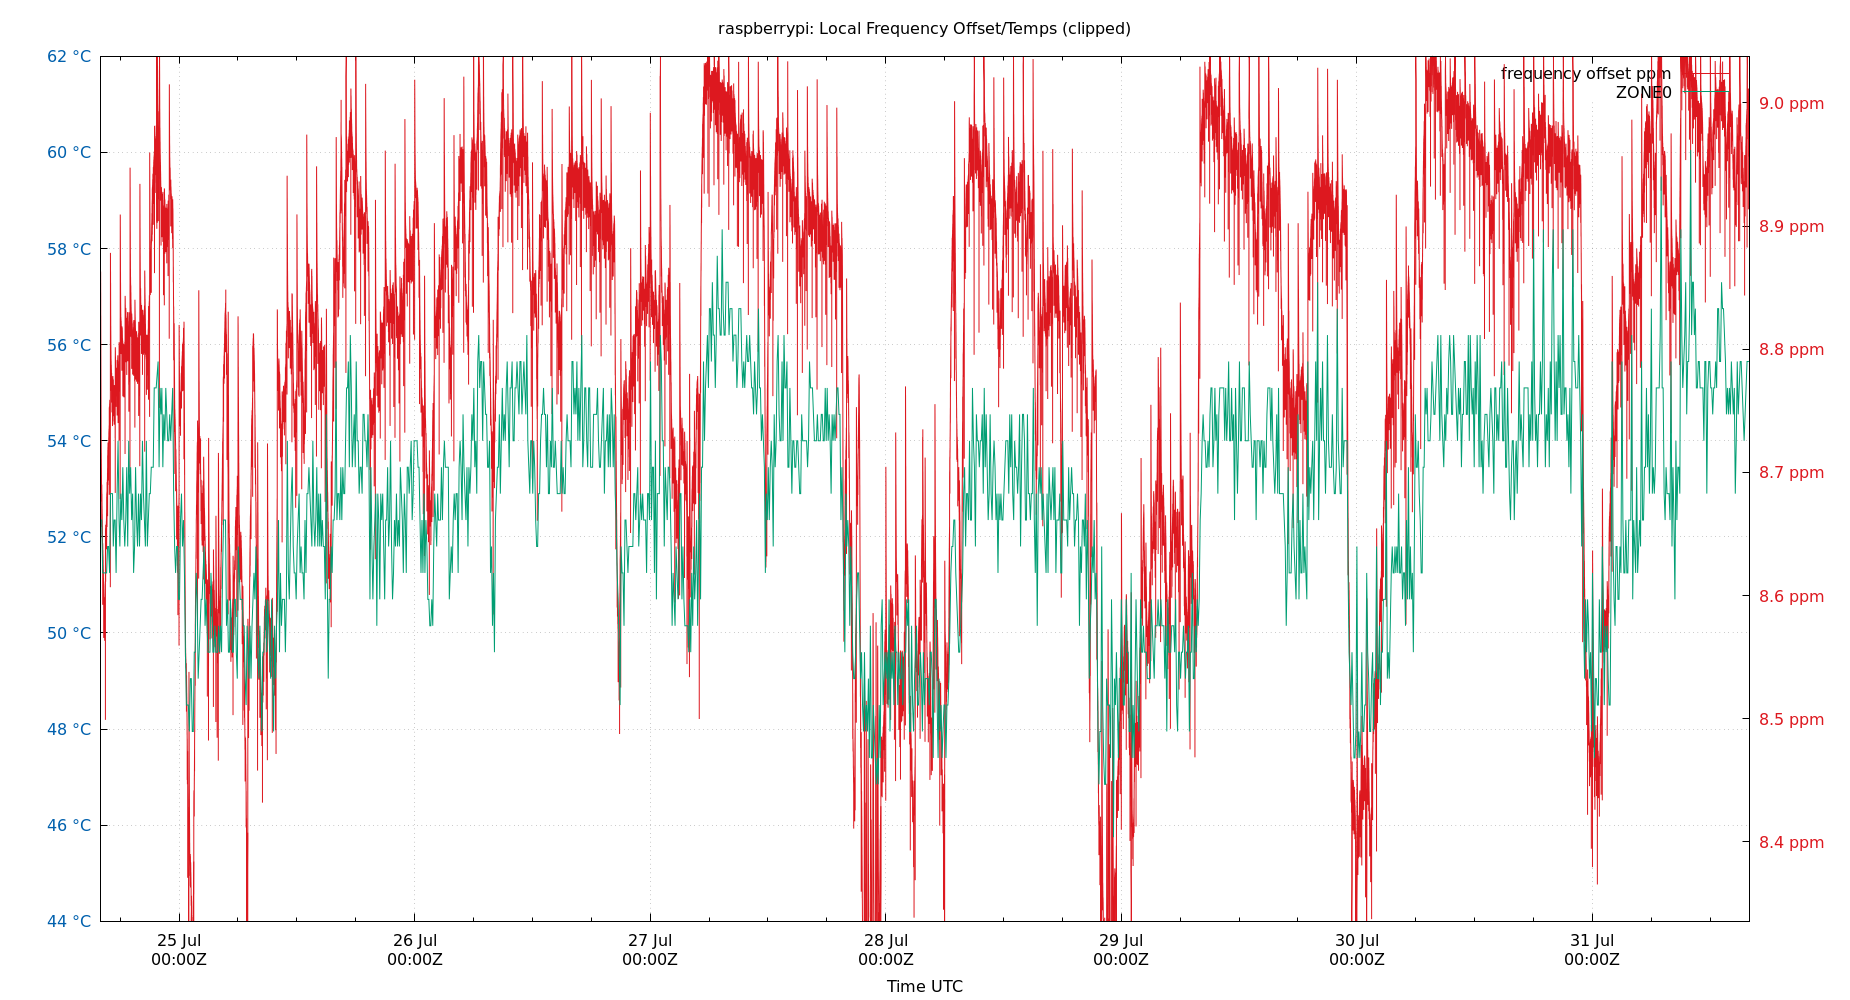 raspberrypi: Local Frequency Offset/Temps (clipped)
62 °C
60 °C
58 °C
56 °C
54 °C
52 °C
50 °C
48 °C
46 °C
44 °C
frequency offset ppm
ZONE0
9.0 ppm
8.9 ppm
8.8 ppm
8.7 ppm
8.6 ppm
8.5 ppm
8.4 ppm
25 Jul
00:00Z
26 Jul
00:00Z
27 Jul
00:00Z
28 Jul
00:00Z
29 Jul
00:00Z
30 Jul
00:00Z
31 Jul
00:00Z
Time UTC